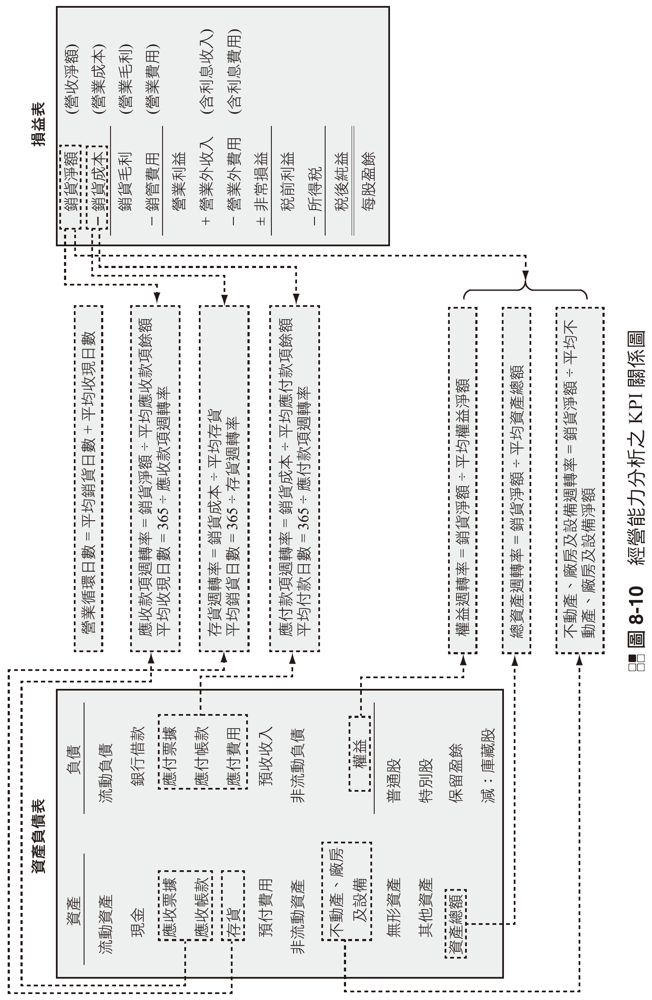 資產負債表
資產
流動資產
現金
應收票據
應收帳款
存貨
預付費用
非流動資產
不動產、廠房
及設備
無形資產
其他資產
資產總額
負債
流動負債
銀行借款
應付票據
應付帳款
應付費用
預收收入
非流動負債
權益
普通股
特別股
保留盈餘
減：庫藏股
營業循環日數 = 平均銷貨日數 + 平均收現日數
應收款項週轉率 = 銷貨淨額 ÷ 平均應收款項餘額
平均收現日數 = 365 ÷ 應收款項週轉率
存貨週轉率 = 銷貨成本 ÷ 平均存貨
平均銷貨日數 = 365 ÷ 存貨週轉率
應付款項週轉率 = 銷貨成本 ÷ 平均應付款項餘額
平均付款日數 = 365 ÷ 應付款項週轉率
權益週轉率 = 銷貨淨額 ÷ 平均權益淨額
總資產週轉率 = 銷貨淨額 ÷ 平均資產總額
不動產、廠房及設備週轉率 = 銷貨淨額 ÷ 平均不
動產、廠房及設備淨額
損益表
銷貨淨額 (營收淨額)
− 銷貨成本 (營業成本)
銷貨毛利 (營業毛利)
− 銷管費用 (營業費用)
營業利益
+ 營業外收入 (含利息收入)
− 營業外費用 (含利息費用)
± 非常損益
稅前利益
− 所得稅
稅後純益
每股盈餘
圖 8-10 經營能力分析之 KPI 關係圖